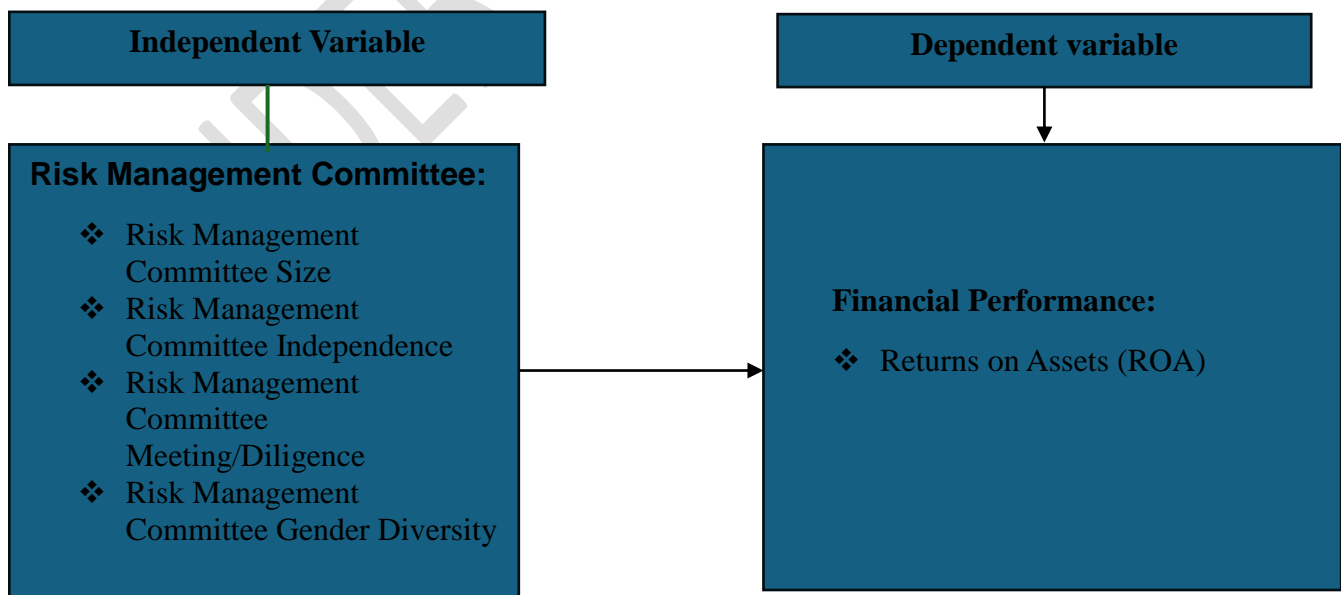 Independent Variable
Dependent variable
Risk Management Committee:
❖ Risk Management
Committee Size
❖ Risk Management
Committee Independence
❖ Risk Management
Committee
Meeting/Diligence
❖ Risk Management
Committee Gender Diversity
Financial Performance:
❖ Returns on Assets (ROA)